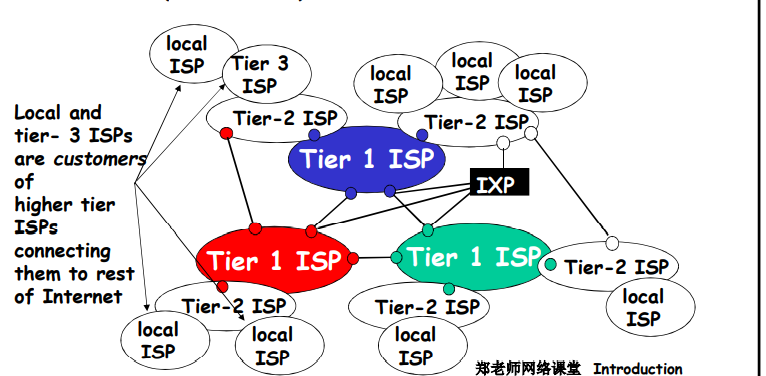 local
ISP
Tier 3
ISP
local
ISP
local
ISP
local
ISP
Local and
tier- 3 ISPs
are customers
of
higher tier
ISPs
connecting
them to rest
of Internet
Tier-2 ISP
Tier-2 ISP
Tier 1 ISP
IXP
Tier 1 ISP
Tier 1 ISP
Tier-2 ISP
Tier-2 ISP
Tier-2 ISP
local
ISP
local
ISP
local
ISP
local
ISP
郑老师网络课堂 Introduction